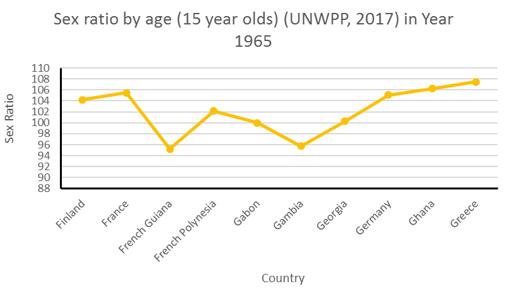 Sex ratio by age (15 year olds) (UNWPP, 2017) in Year
1965
Sex Ratio
110
108
106
104
102
100
98
96
94
92
90
88
Finland
France
French Guiana
French Polynesia
Gabon
Gambia
Georgia
Germany
Ghana
Greece
Country